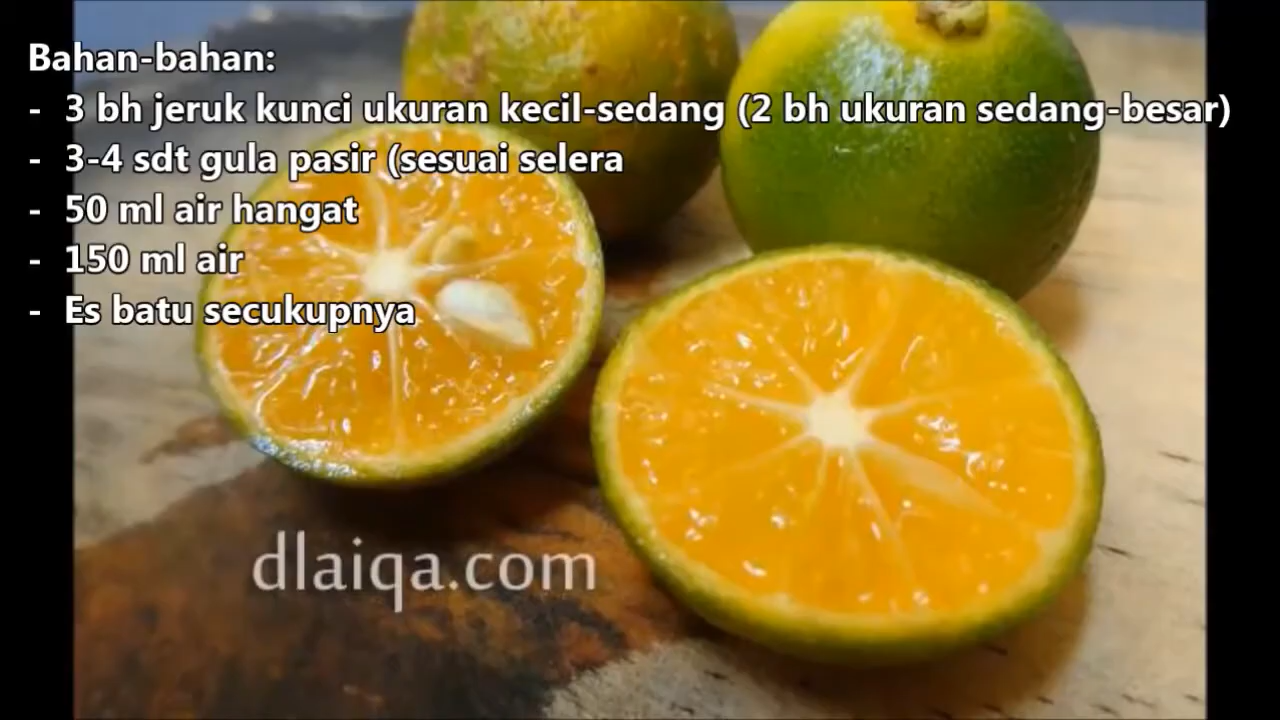 Bahan-bahan:
- 3 bh jeruk kunci ukuran kecil-sedang (2 bh ukuran sedang-besar)
- 3-4 sdt gula pasir (sesuai selera
- 50 ml air hangat
- 150 ml air
- Es batu secukupnya
dlaiqa.com